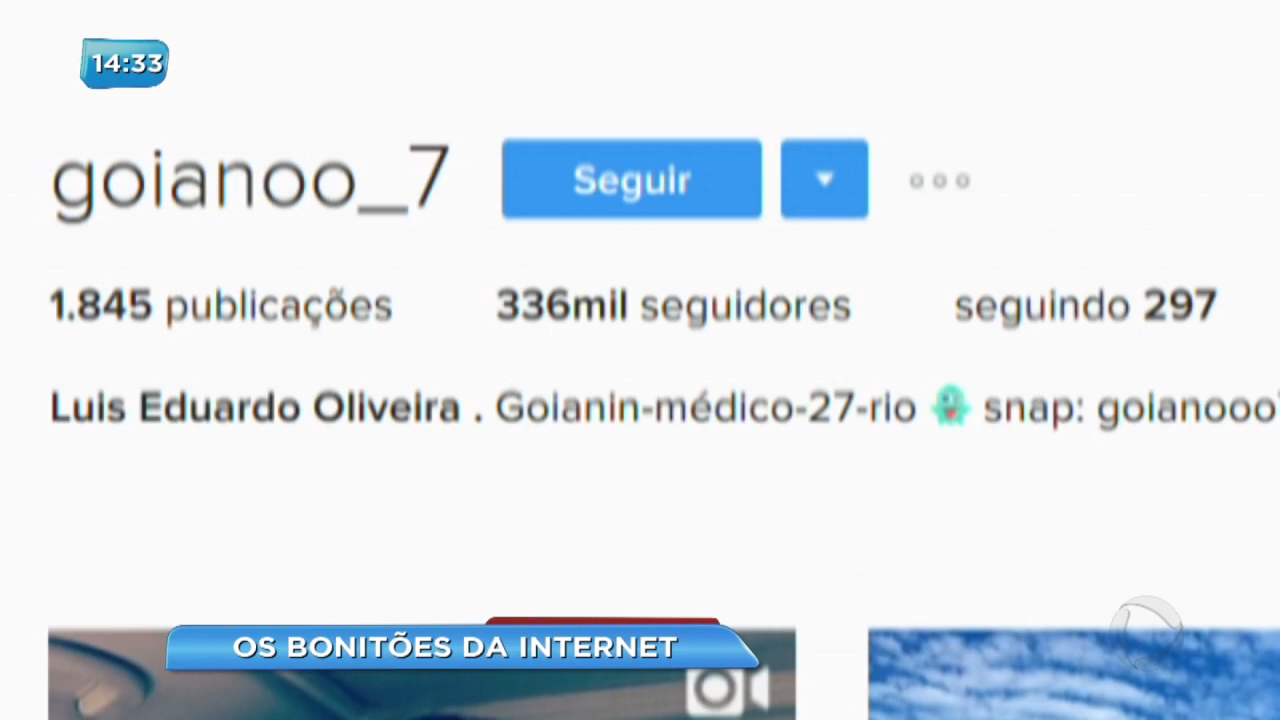 14:33
goianoo_7 Seguir
1.845 publicações 336mil seguidores seguindo 297
Luis Eduardo Oliveira . Goianin-médico-27-rio 👻 snap: goianooo
OS BONITÕES DA INTERNET